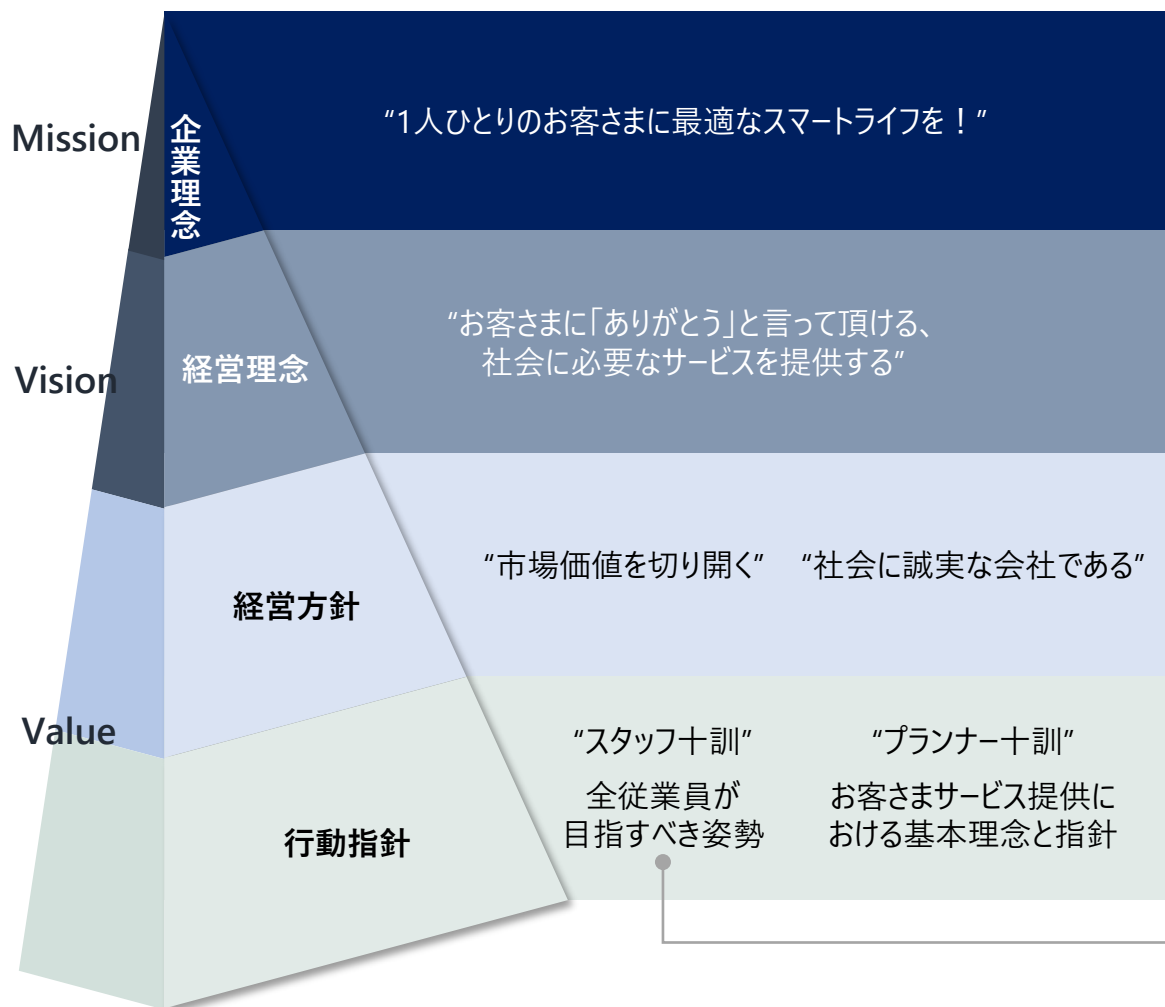 Mission
企業理念
“1人ひとりのお客さまに最適なスマートライフを！”
Vision
経営理念
“お客さまに「ありがとう」と言って頂ける、
社会に必要なサービスを提供する”
経営方針
“市場価値を切り開く” “社会に誠実な会社である”
Value
行動指針
“スタッフ十訓”
全従業員が
目指すべき姿勢
“プランナー十訓”
お客さまサービス提供に
おける基本理念と指針